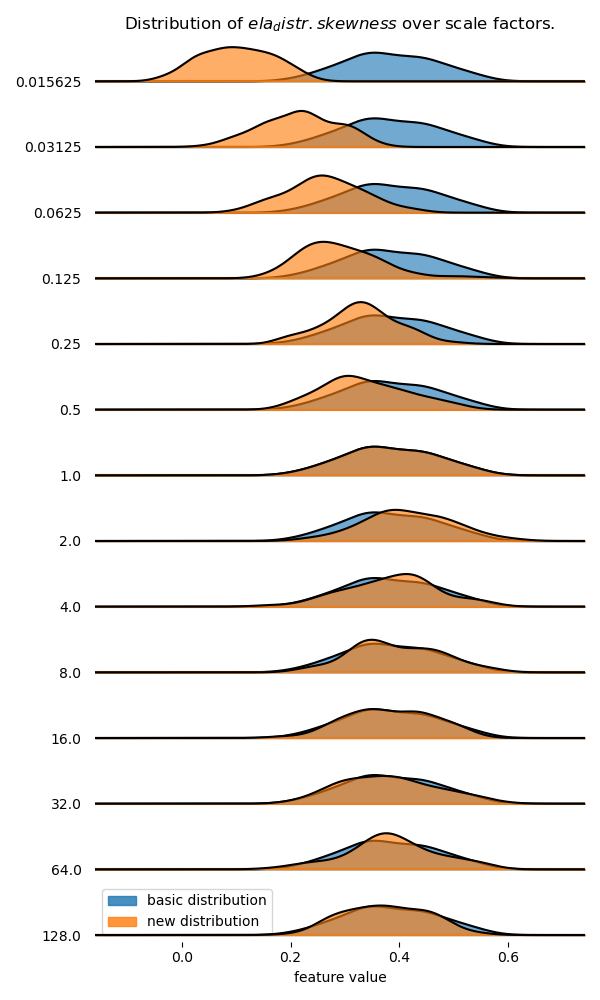 Distribution of ela_distr. skewness over scale factors.
0.015625
0.03125
0.0625
0.125
0.25
0.5
1.0
2.0
4.0
8.0
16.0
32.0
64.0
128.0
basic distribution
new distribution
0.0 0.2 0.4 0.6
feature value